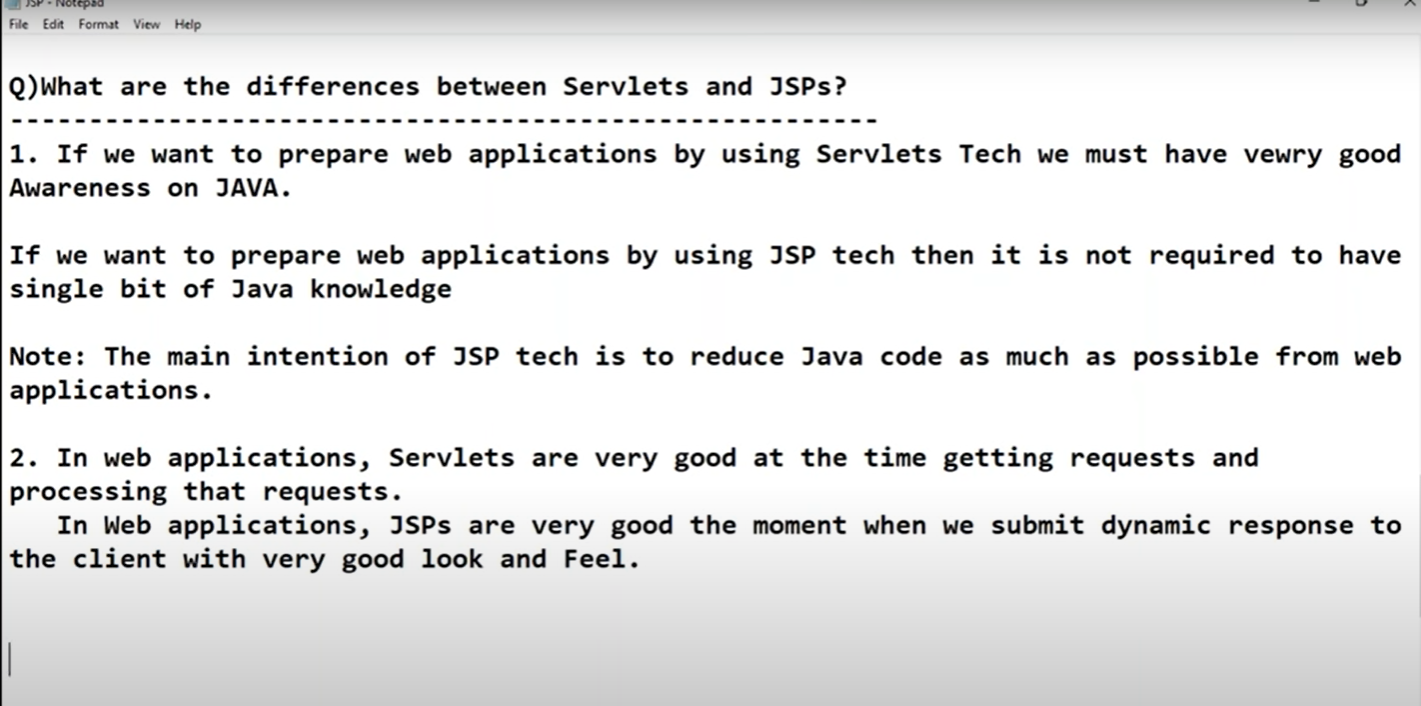 JSP - Notepad
File Edit Format View Help
Q)What are the differences between Servlets and JSPs?
-------------------------------------------------------
1. If we want to prepare web applications by using Servlets Tech we must have vewry good
Awareness on JAVA.
If we want to prepare web applications by using JSP tech then it is not required to have
single bit of Java knowledge
Note: The main intention of JSP tech is to reduce Java code as much as possible from web
applications.
2. In web applications, Servlets are very good at the time getting requests and
processing that requests.
In Web applications, JSPs are very good the moment when we submit dynamic response to
the client with very good look and Feel.